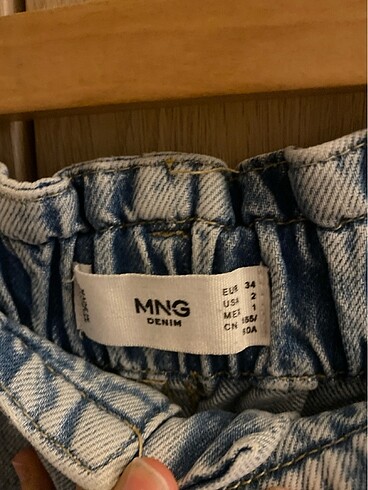 MNG
DENIM
EUR 34
USA 2
MEX 1
CN 155/
60A